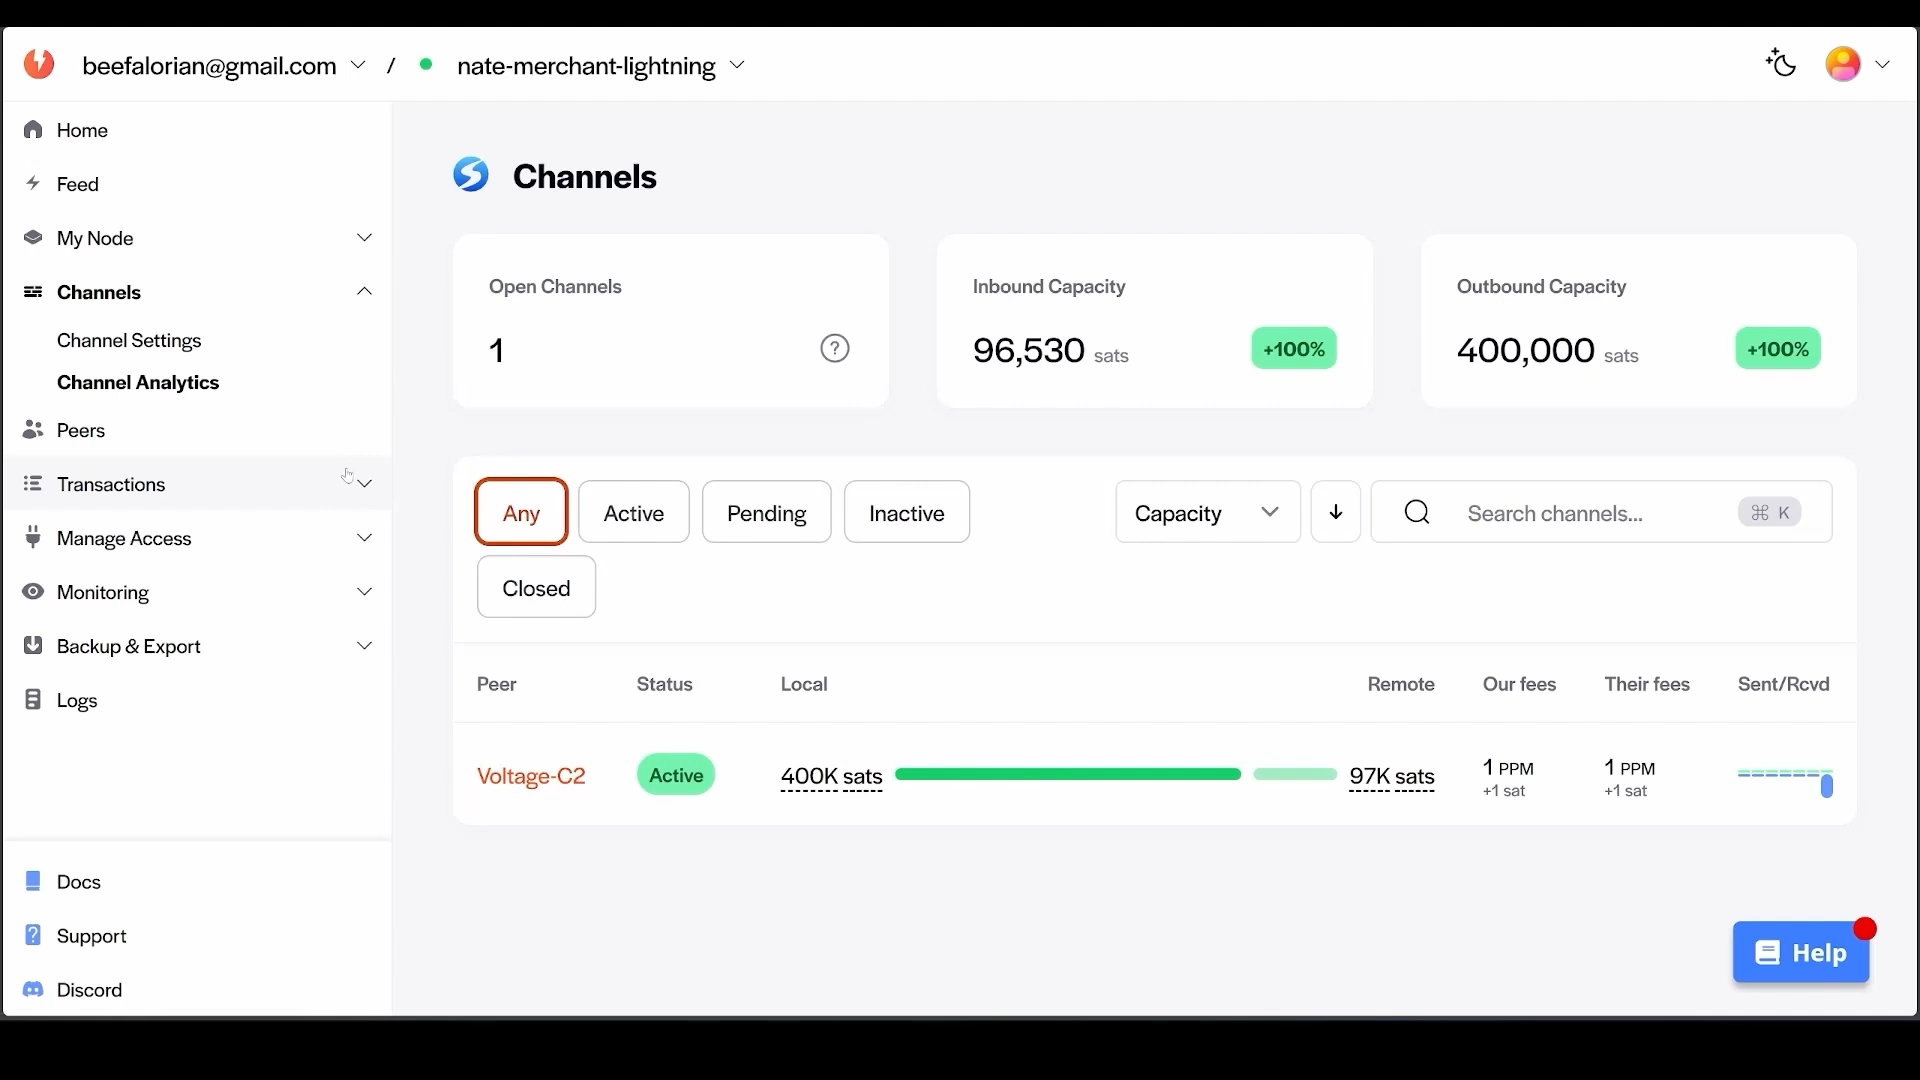 beefalorian@gmail.com / nate-merchant-lightning
Home
Feed
My Node
Channels
Channel Settings
Channel Analytics
Peers
Transactions
Manage Access
Monitoring
Backup & Export
Logs
Docs
Support
Discord
Channels
Open Channels
1
?
Inbound Capacity
96,530 sats
+100%
Outbound Capacity
400,000 sats
+100%
Any Active Pending Inactive
Closed
Capacity
Search channels...
⌘ K
Peer Status Local Remote Our fees Their fees Sent/Rcvd
Voltage-C2 Active 400K sats 97K sats
1 PPM
+1 sat
1 PPM
+1 sat
Help